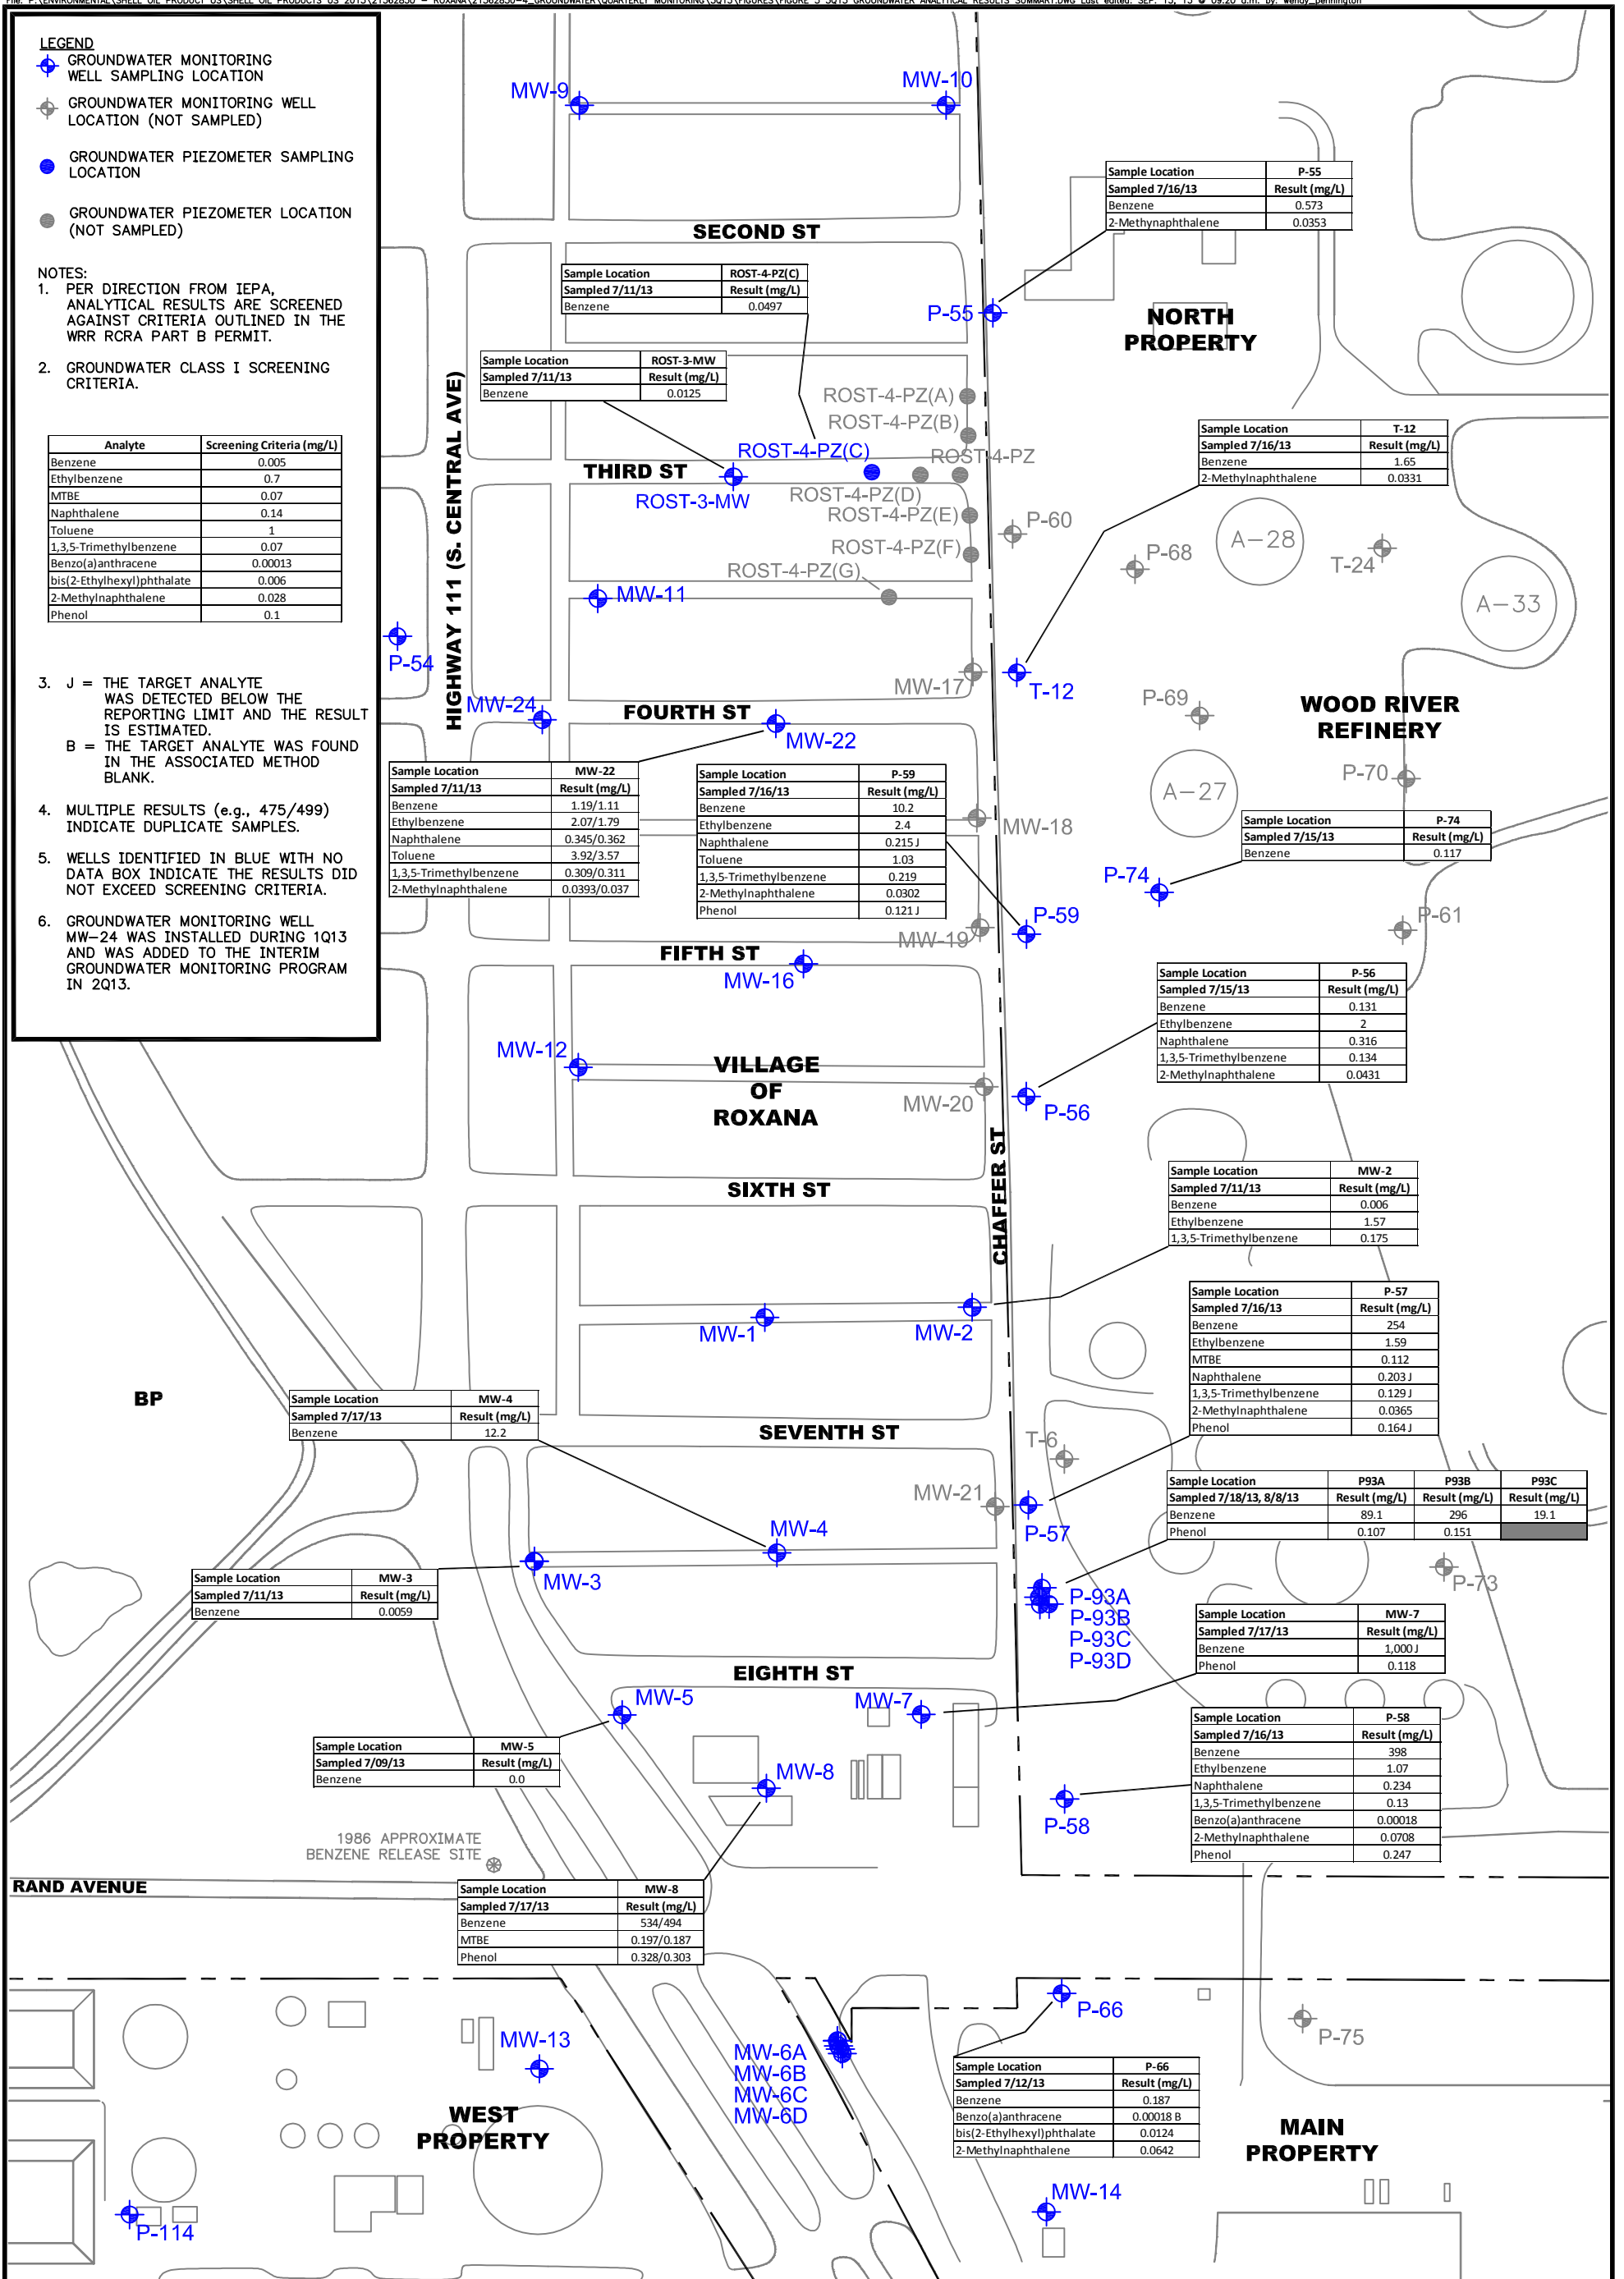 LEGEND
GROUNDWATER MONITORING
WELL SAMPLING LOCATION
GROUNDWATER MONITORING WELL
LOCATION (NOT SAMPLED)
GROUNDWATER PIEZOMETER SAMPLING
LOCATION
GROUNDWATER PIEZOMETER LOCATION
(NOT SAMPLED)
NOTES:
1. PER DIRECTION FROM IEPA,
ANALYTICAL RESULTS ARE SCREENED
AGAINST CRITERIA OUTLINED IN THE
WRR RCRA PART B PERMIT.
2. GROUNDWATER CLASS I SCREENING
CRITERIA.
Analyte Screening Criteria (mg/L)
Benzene 0.005
Ethylbenzene 0.7
MTBE 0.07
Naphthalene 0.14
Toluene 1
1,3,5-Trimethylbenzene 0.07
Benzo(a)anthracene 0.00013
bis(2-Ethylhexyl)phthalate 0.006
2-Methylnaphthalene 0.028
Phenol 0.1
3. J = THE TARGET ANALYTE
WAS DETECTED BELOW THE
REPORTING LIMIT AND THE RESULT
IS ESTIMATED.
B = THE TARGET ANALYTE WAS FOUND
IN THE ASSOCIATED METHOD
BLANK.
4. MULTIPLE RESULTS (e.g., 475/499)
INDICATE DUPLICATE SAMPLES.
5. WELLS IDENTIFIED IN BLUE WITH NO
DATA BOX INDICATE THE RESULTS DID
NOT EXCEED SCREENING CRITERIA.
6. GROUNDWATER MONITORING WELL
MW-24 WAS INSTALLED DURING 1Q13
AND WAS ADDED TO THE INTERIM
GROUNDWATER MONITORING PROGRAM
IN 2Q13.
MW-9
MW-10
Sample Location P-55
Sampled 7/16/13 Result (mg/L)
Benzene 0.573
2-Methynaphthalene 0.0353
SECOND ST
Sample Location ROST-4-PZ(C)
Sampled 7/11/13 Result (mg/L)
Benzene 0.0497
P-55
NORTH
PROPERTY
Sample Location ROST-3-MW
Sampled 7/11/13 Result (mg/L)
Benzene 0.0125
HIGHWAY 111 (S. CENTRAL AVE)
ROST-4-PZ(A)
ROST-4-PZ(B)
ROST-4-PZ(C)
ROST-4-PZ
THIRD ST
ROST-3-MW
ROST-4-PZ(D)
ROST-4-PZ(E)
ROST-4-PZ(F)
ROST-4-PZ(G)
Sample Location T-12
Sampled 7/16/13 Result (mg/L)
Benzene 1.65
2-Methylnaphthalene 0.0331
P-60
P-68
A-28
T-24
A-33
MW-11
P-54
MW-17
T-12
MW-24
FOURTH ST
MW-22
P-69
WOOD RIVER
REFINERY
P-70
A-27
Sample Location MW-22
Sampled 7/11/13 Result (mg/L)
Benzene 1.19/1.11
Ethylbenzene 2.07/1.79
Naphthalene 0.345/0.362
Toluene 3.92/3.57
1,3,5-Trimethylbenzene 0.309/0.311
2-Methylnaphthalene 0.0393/0.037
Sample Location P-59
Sampled 7/16/13 Result (mg/L)
Benzene 10.2
Ethylbenzene 2.4
Naphthalene 0.215 J
Toluene 1.03
1,3,5-Trimethylbenzene 0.219
2-Methylnaphthalene 0.0302
Phenol 0.121 J
MW-18
Sample Location P-74
Sampled 7/15/13 Result (mg/L)
Benzene 0.117
P-74
P-59
P-61
MW-19
FIFTH ST
MW-16
Sample Location P-56
Sampled 7/15/13 Result (mg/L)
Benzene 0.131
Ethylbenzene 2
Naphthalene 0.316
1,3,5-Trimethylbenzene 0.134
2-Methylnaphthalene 0.0431
MW-12
VILLAGE
OF
ROXANA
MW-20
P-56
CHAFFER ST
SIXTH ST
Sample Location MW-2
Sampled 7/11/13 Result (mg/L)
Benzene 0.006
Ethylbenzene 1.57
1,3,5-Trimethylbenzene 0.175
MW-1
MW-2
Sample Location P-57
Sampled 7/16/13 Result (mg/L)
Benzene 254
Ethylbenzene 1.59
MTBE 0.112
Naphthalene 0.203 J
1,3,5-Trimethylbenzene 0.129 J
2-Methylnaphthalene 0.0365
Phenol 0.164 J
BP
Sample Location MW-4
Sampled 7/17/13 Result (mg/L)
Benzene 12.2
SEVENTH ST
T-6
MW-21
P-57
Sample Location P93A P93B P93C
Sampled 7/18/13, 8/8/13 Result (mg/L) Result (mg/L) Result (mg/L)
Benzene 89.1 296 19.1
Phenol 0.107 0.151
MW-4
MW-3
P-73
Sample Location MW-3
Sampled 7/11/13 Result (mg/L)
Benzene 0.0059
P-93A
P-93B
P-93C
P-93D
Sample Location MW-7
Sampled 7/17/13 Result (mg/L)
Benzene 1,000 J
Phenol 0.118
EIGHTH ST
MW-5
MW-7
Sample Location MW-5
Sampled 7/09/13 Result (mg/L)
Benzene 0.0
MW-8
P-58
Sample Location P-58
Sampled 7/16/13 Result (mg/L)
Benzene 398
Ethylbenzene 1.07
Naphthalene 0.234
1,3,5-Trimethylbenzene 0.13
Benzo(a)anthracene 0.00018
2-Methylnaphthalene 0.0708
Phenol 0.247
1986 APPROXIMATE
BENZENE RELEASE SITE
RAND AVENUE
Sample Location MW-8
Sampled 7/17/13 Result (mg/L)
Benzene 534/494
MTBE 0.197/0.187
Phenol 0.328/0.303
P-66
P-75
MW-13
MW-6A
MW-6B
MW-6C
MW-6D
Sample Location P-66
Sampled 7/12/13 Result (mg/L)
Benzene 0.187
Benzo(a)anthracene 0.00018 B
bis(2-Ethylhexyl)phthalate 0.0124
2-Methylnaphthalene 0.0642
WEST
PROPERTY
MAIN
PROPERTY
MW-14
P-114